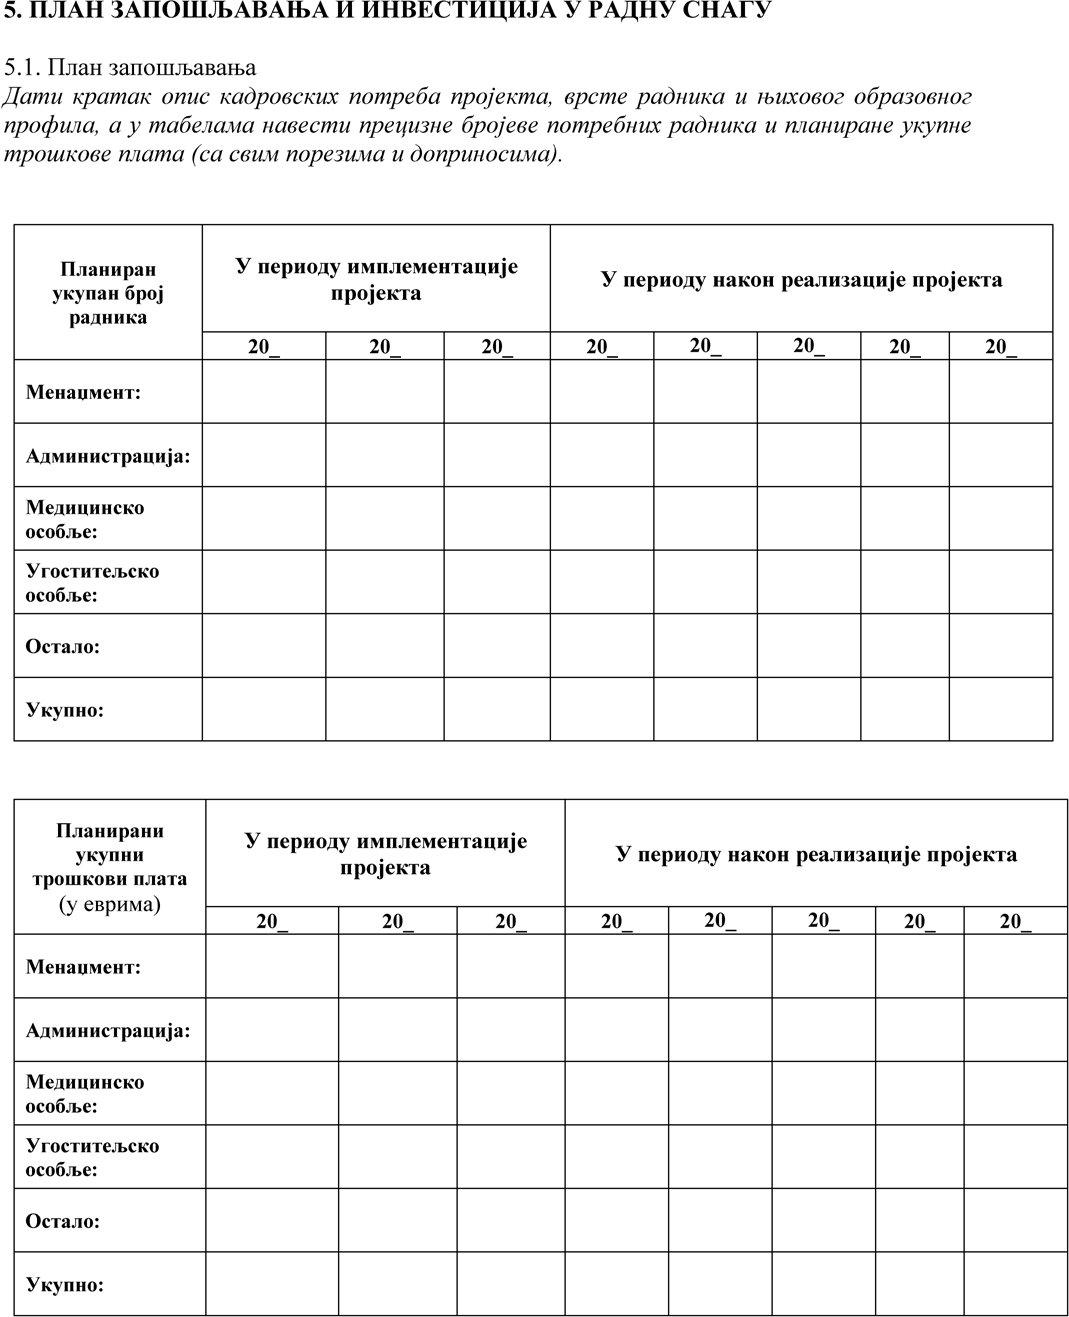 5. ПЛАН ЗАПОШЉАВАЊА И ИНВЕСТИЦИЈА У РАДНУ СНАГУ
5.1. План запошљавања
Дати кратак опис кадровских потреба пројекта, врсте радника и њиховог образовног
профила, а у табелама навести прецизне бројеве потребних радника и планиране укупне
трошкове плата (са свим порезима и доприносима).
Планиран
укупан број
радника
У периоду имплементације
пројекта
У периоду након реализације пројекта
20_ 20_ 20_ 20_ 20_ 20_ 20_ 20_
Менаџмент:
Администрација:
Медицинско
особље:
Угоститељско
особље:
Остало:
Укупно:
Планирани
укупни
трошкови плата
(у еврима)
У периоду имплементације
пројекта
У периоду након реализације пројекта
20_ 20_ 20_ 20_ 20_ 20_ 20_ 20_
Менаџмент:
Администрација:
Медицинско
особље:
Угоститељско
особље:
Остало:
Укупно: